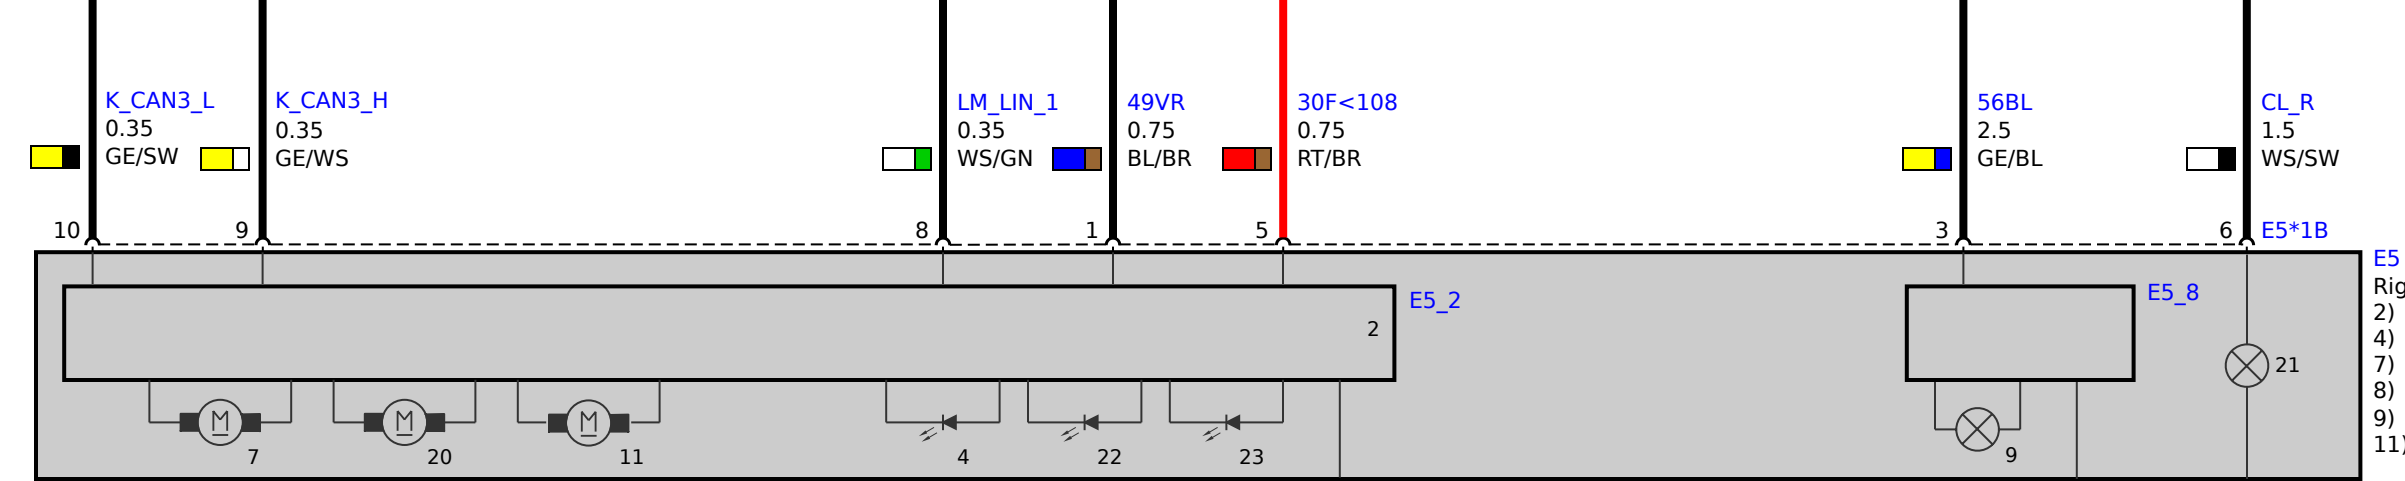 K_CAN3_L
0.35
GE/SW
K_CAN3_H
0.35
GE/WS
LM_LIN_1
0.35
WS/GN
49VR
0.75
BL/BR
30F<108
0.75
RT/BR
56BL
2.5
GE/BL
CL_R
1.5
WS/SW
10
9
8
1
5
3
6
E5*1B
E5
E5_2
2
E5_8
21
7
20
11
4
22
23
9
2)
4)
7)
8)
9)
11)